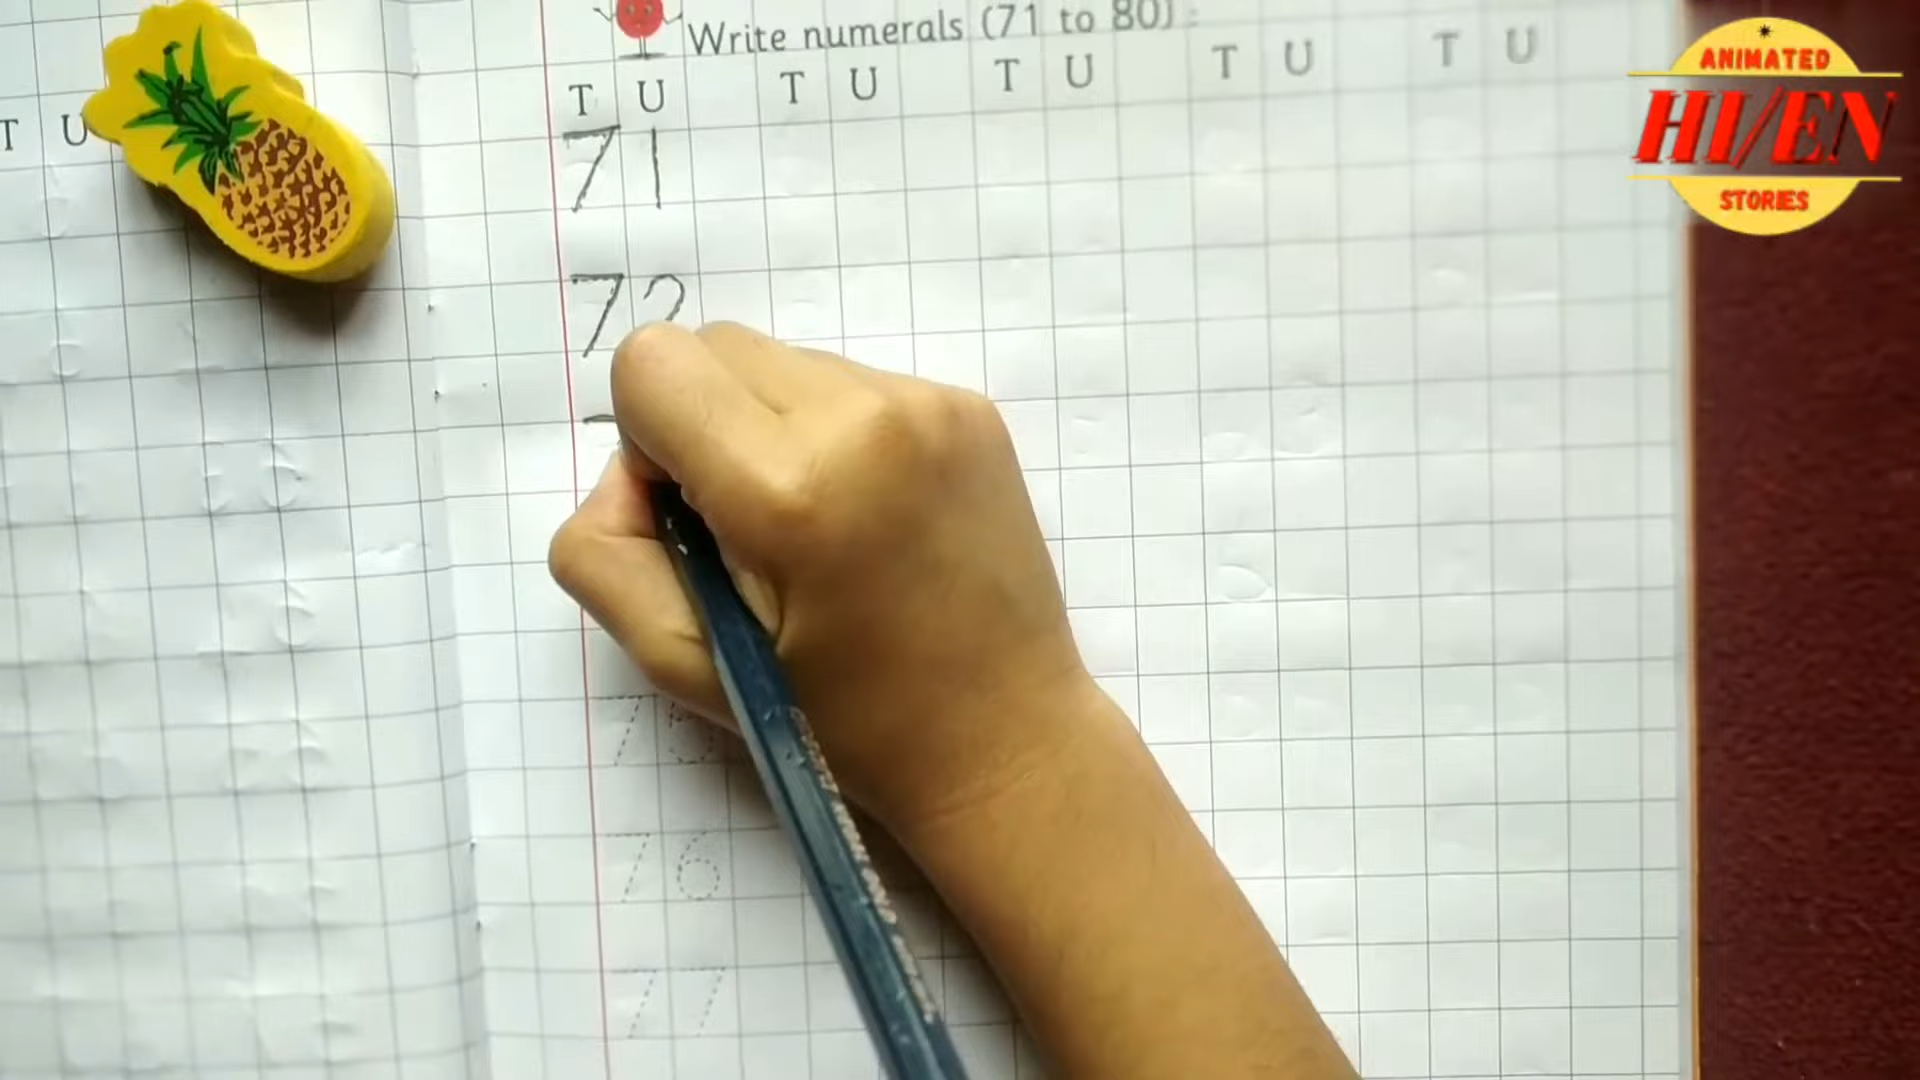 Write numerals (71 to 80) :
T U T U T U T U T U
T U
71
72
75
76
77
ANIMATED
HI/EN
STORIES